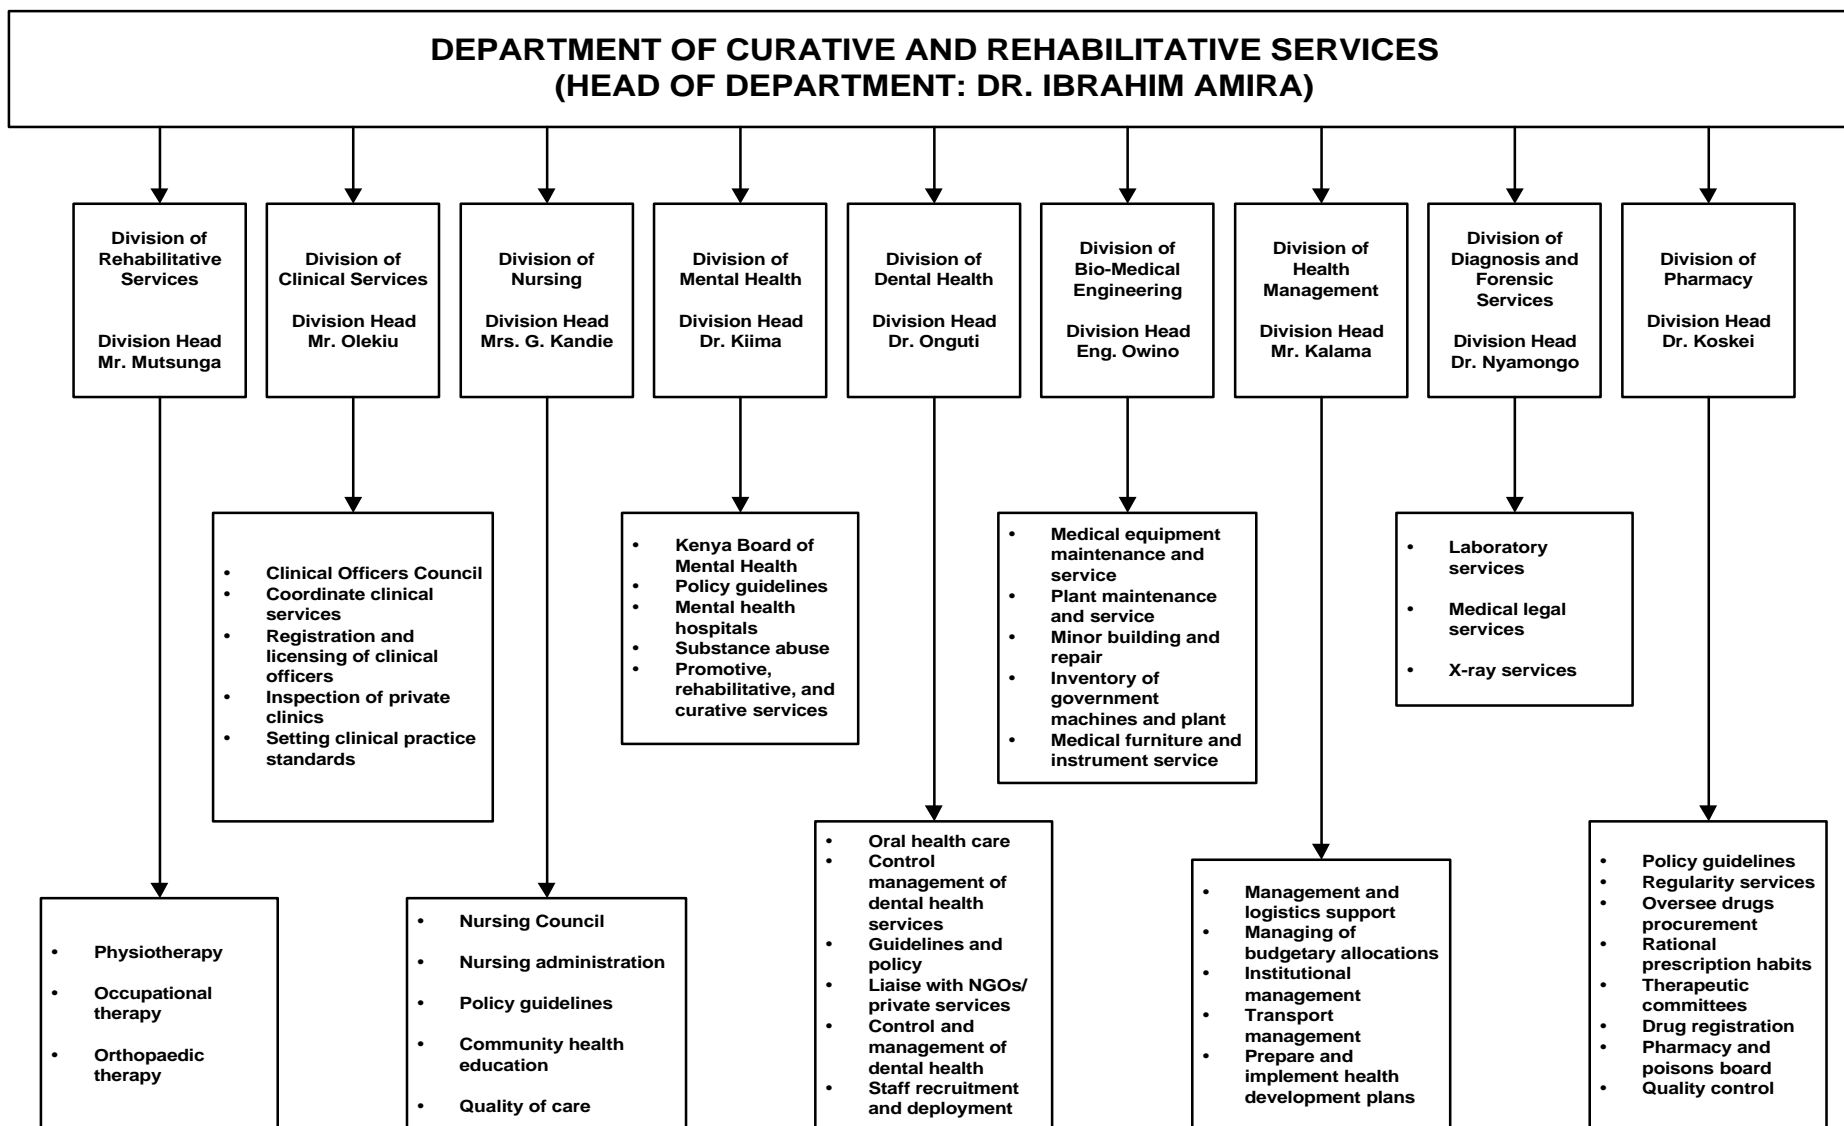 DEPARTMENT OF CURATIVE AND REHABILITATIVE SERVICES
(HEAD OF DEPARTMENT: DR. IBRAHIM AMIRA)
Division of
Rehabilitative
Services
Division Head
Mr. Mutsunga
Division of
Clinical Services
Division Head
Mr. Olekiu
Division of
Nursing
Division Head
Mrs. G. Kandie
Division of
Mental Health
Division Head
Dr. Kiima
Division of
Dental Health
Division Head
Dr. Onguti
Division of
Bio-Medical
Engineering
Division Head
Eng. Owino
Division of
Health
Management
Division Head
Mr. Kalama
Division of
Diagnosis and
Forensic
Services
Division Head
Dr. Nyamongo
Division of
Pharmacy
Division Head
Dr. Koskei
• Clinical Officers Council
• Coordinate clinical
services
• Registration and
licensing of clinical
officers
• Inspection of private
clinics
• Setting clinical practice
standards
• Kenya Board of
Mental Health
• Policy guidelines
• Mental health
hospitals
• Substance abuse
• Promotive,
rehabilitative, and
curative services
• Medical equipment
maintenance and
service
• Plant maintenance
and service
• Minor building and
repair
• Inventory of
government
machines and plant
• Medical furniture and
instrument service
• Laboratory
services
• Medical legal
services
• X-ray services
• Physiotherapy
• Occupational
therapy
• Orthopaedic
therapy
• Nursing Council
• Nursing administration
• Policy guidelines
• Community health
education
• Quality of care
• Oral health care
• Control
management of
dental health
services
• Guidelines and
policy
• Liaise with NGOs/
private services
• Control and
management of
dental health
• Staff recruitment
and deployment
• Management and
logistics support
• Managing of
budgetary allocations
• Institutional
management
• Transport
management
• Prepare and
implement health
development plans
• Policy guidelines
• Regularity services
• Oversee drugs
procurement
• Rational
prescription habits
• Therapeutic
committees
• Drug registration
• Pharmacy and
poisons board
• Quality control